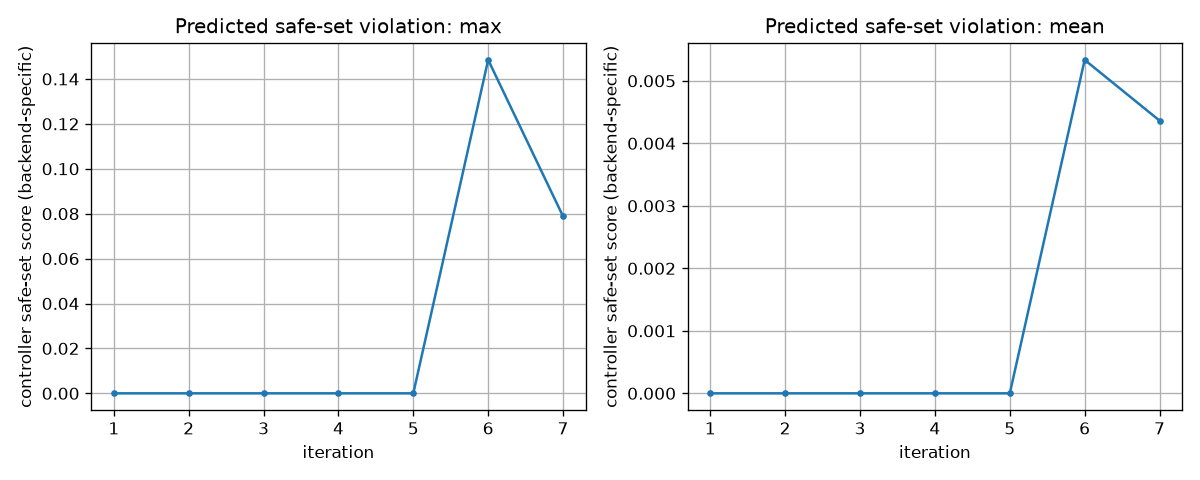 Predicted safe-set violation: max
controller safe-set score (backend-specific)
0.14
0.12
0.10
0.08
0.06
0.04
0.02
0.00
1 2 3 4 5 6 7
iteration
Predicted safe-set violation: mean
controller safe-set score (backend-specific)
0.005
0.004
0.003
0.002
0.001
0.000
1 2 3 4 5 6 7
iteration